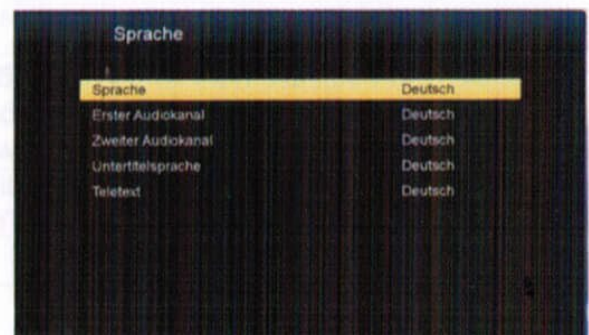 Sprache
Sprache Deutsch
Erster Audiokanal Deutsch
Zweiter Audiokanal Deutsch
Untertitelsprache Deutsch
Teletext Deutsch